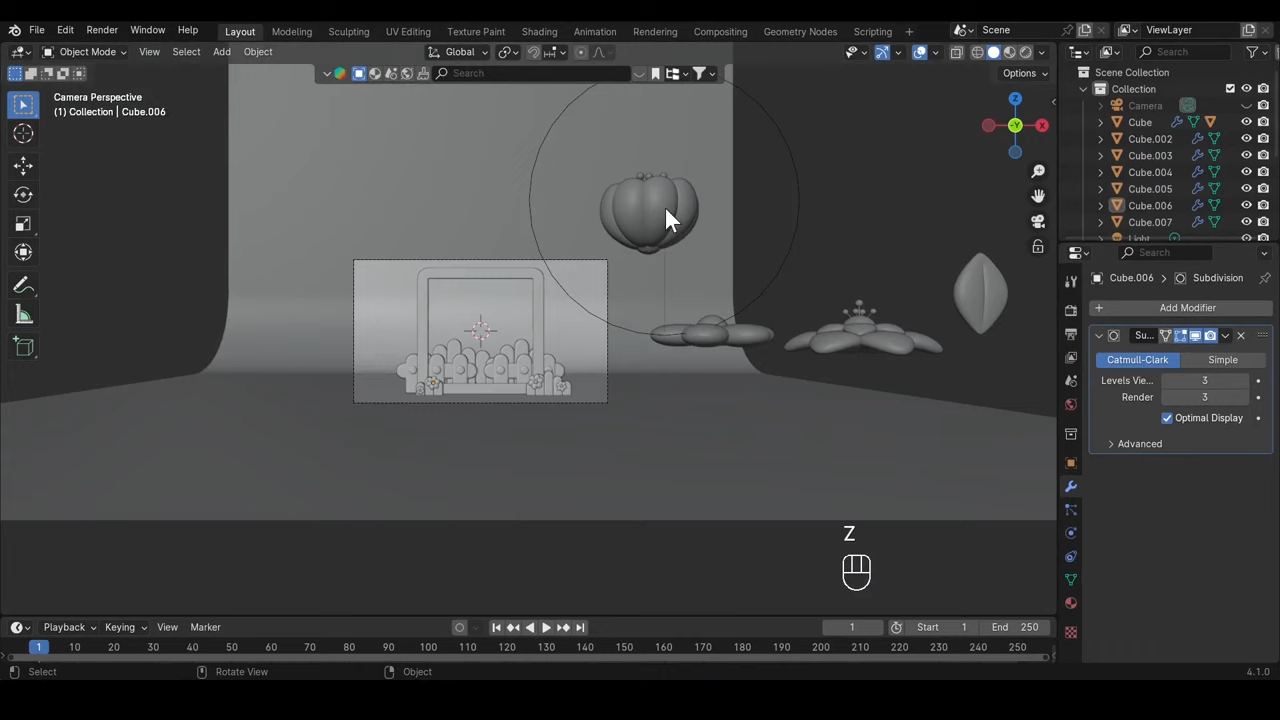 File Edit Render Window Help Layout Modeling Sculpting UV Editing Texture Paint Shading Animation Rendering Compositing Geometry Nodes Scripting + Scene ViewLayer
Object Mode View Select Add Object Global Search
Search Options
Camera Perspective
(1) Collection | Cube.006
Z
X
-Y
Scene Collection
Collection
Camera
Cube
Cube.002
Cube.003
Cube.004
Cube.005
Cube.006
Cube.007
Light
Search
Cube.006 > Subdivision
+ Add Modifier
Su...
Catmull-Clark Simple
Levels Vie... 3
Render 3
Optimal Display
Advanced
Z
Playback Keying View Marker 1 Start 1 End 250
1 10 20 30 40 50 60 70 80 90 100 110 120 130 140 150 160 170 180 190 200 210 220 230 240 250
Select Rotate View Object 4.1.0